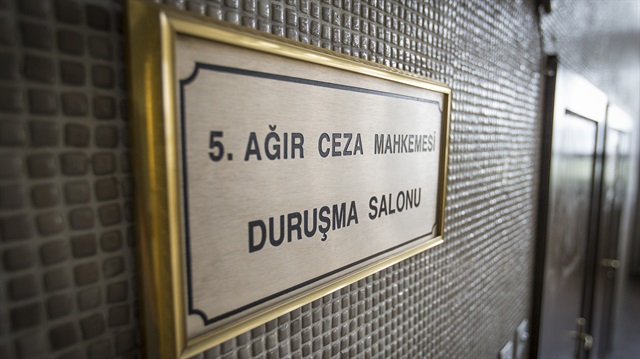 5. AĞIR CEZA MAHKEMESİ
DURUŞMA SALONU